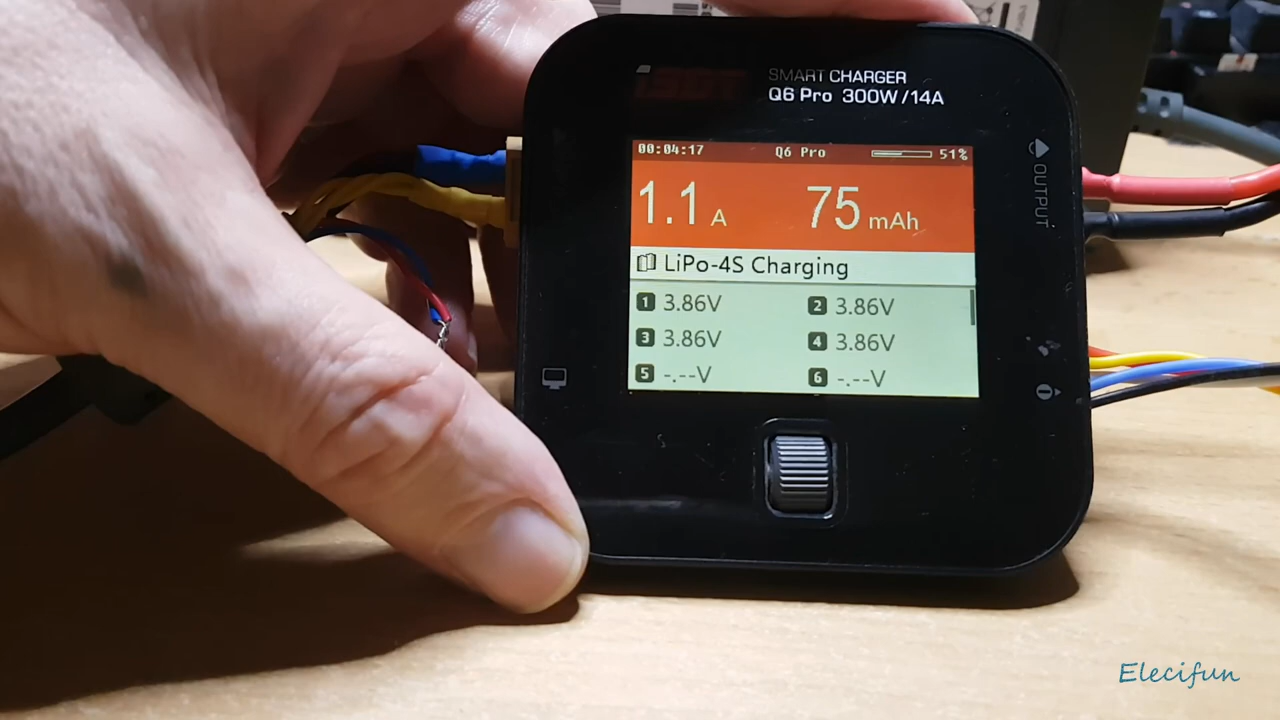 SMART CHARGER
Q6 Pro 300W/14A
00:04:17 Q6 Pro 51%
1.1 A 75 mAh
LiPo-4S Charging
1 3.86V 2 3.86V
3 3.86V 4 3.86V
5 -.--V 6 -.--V
OUTPUT
Elecifun